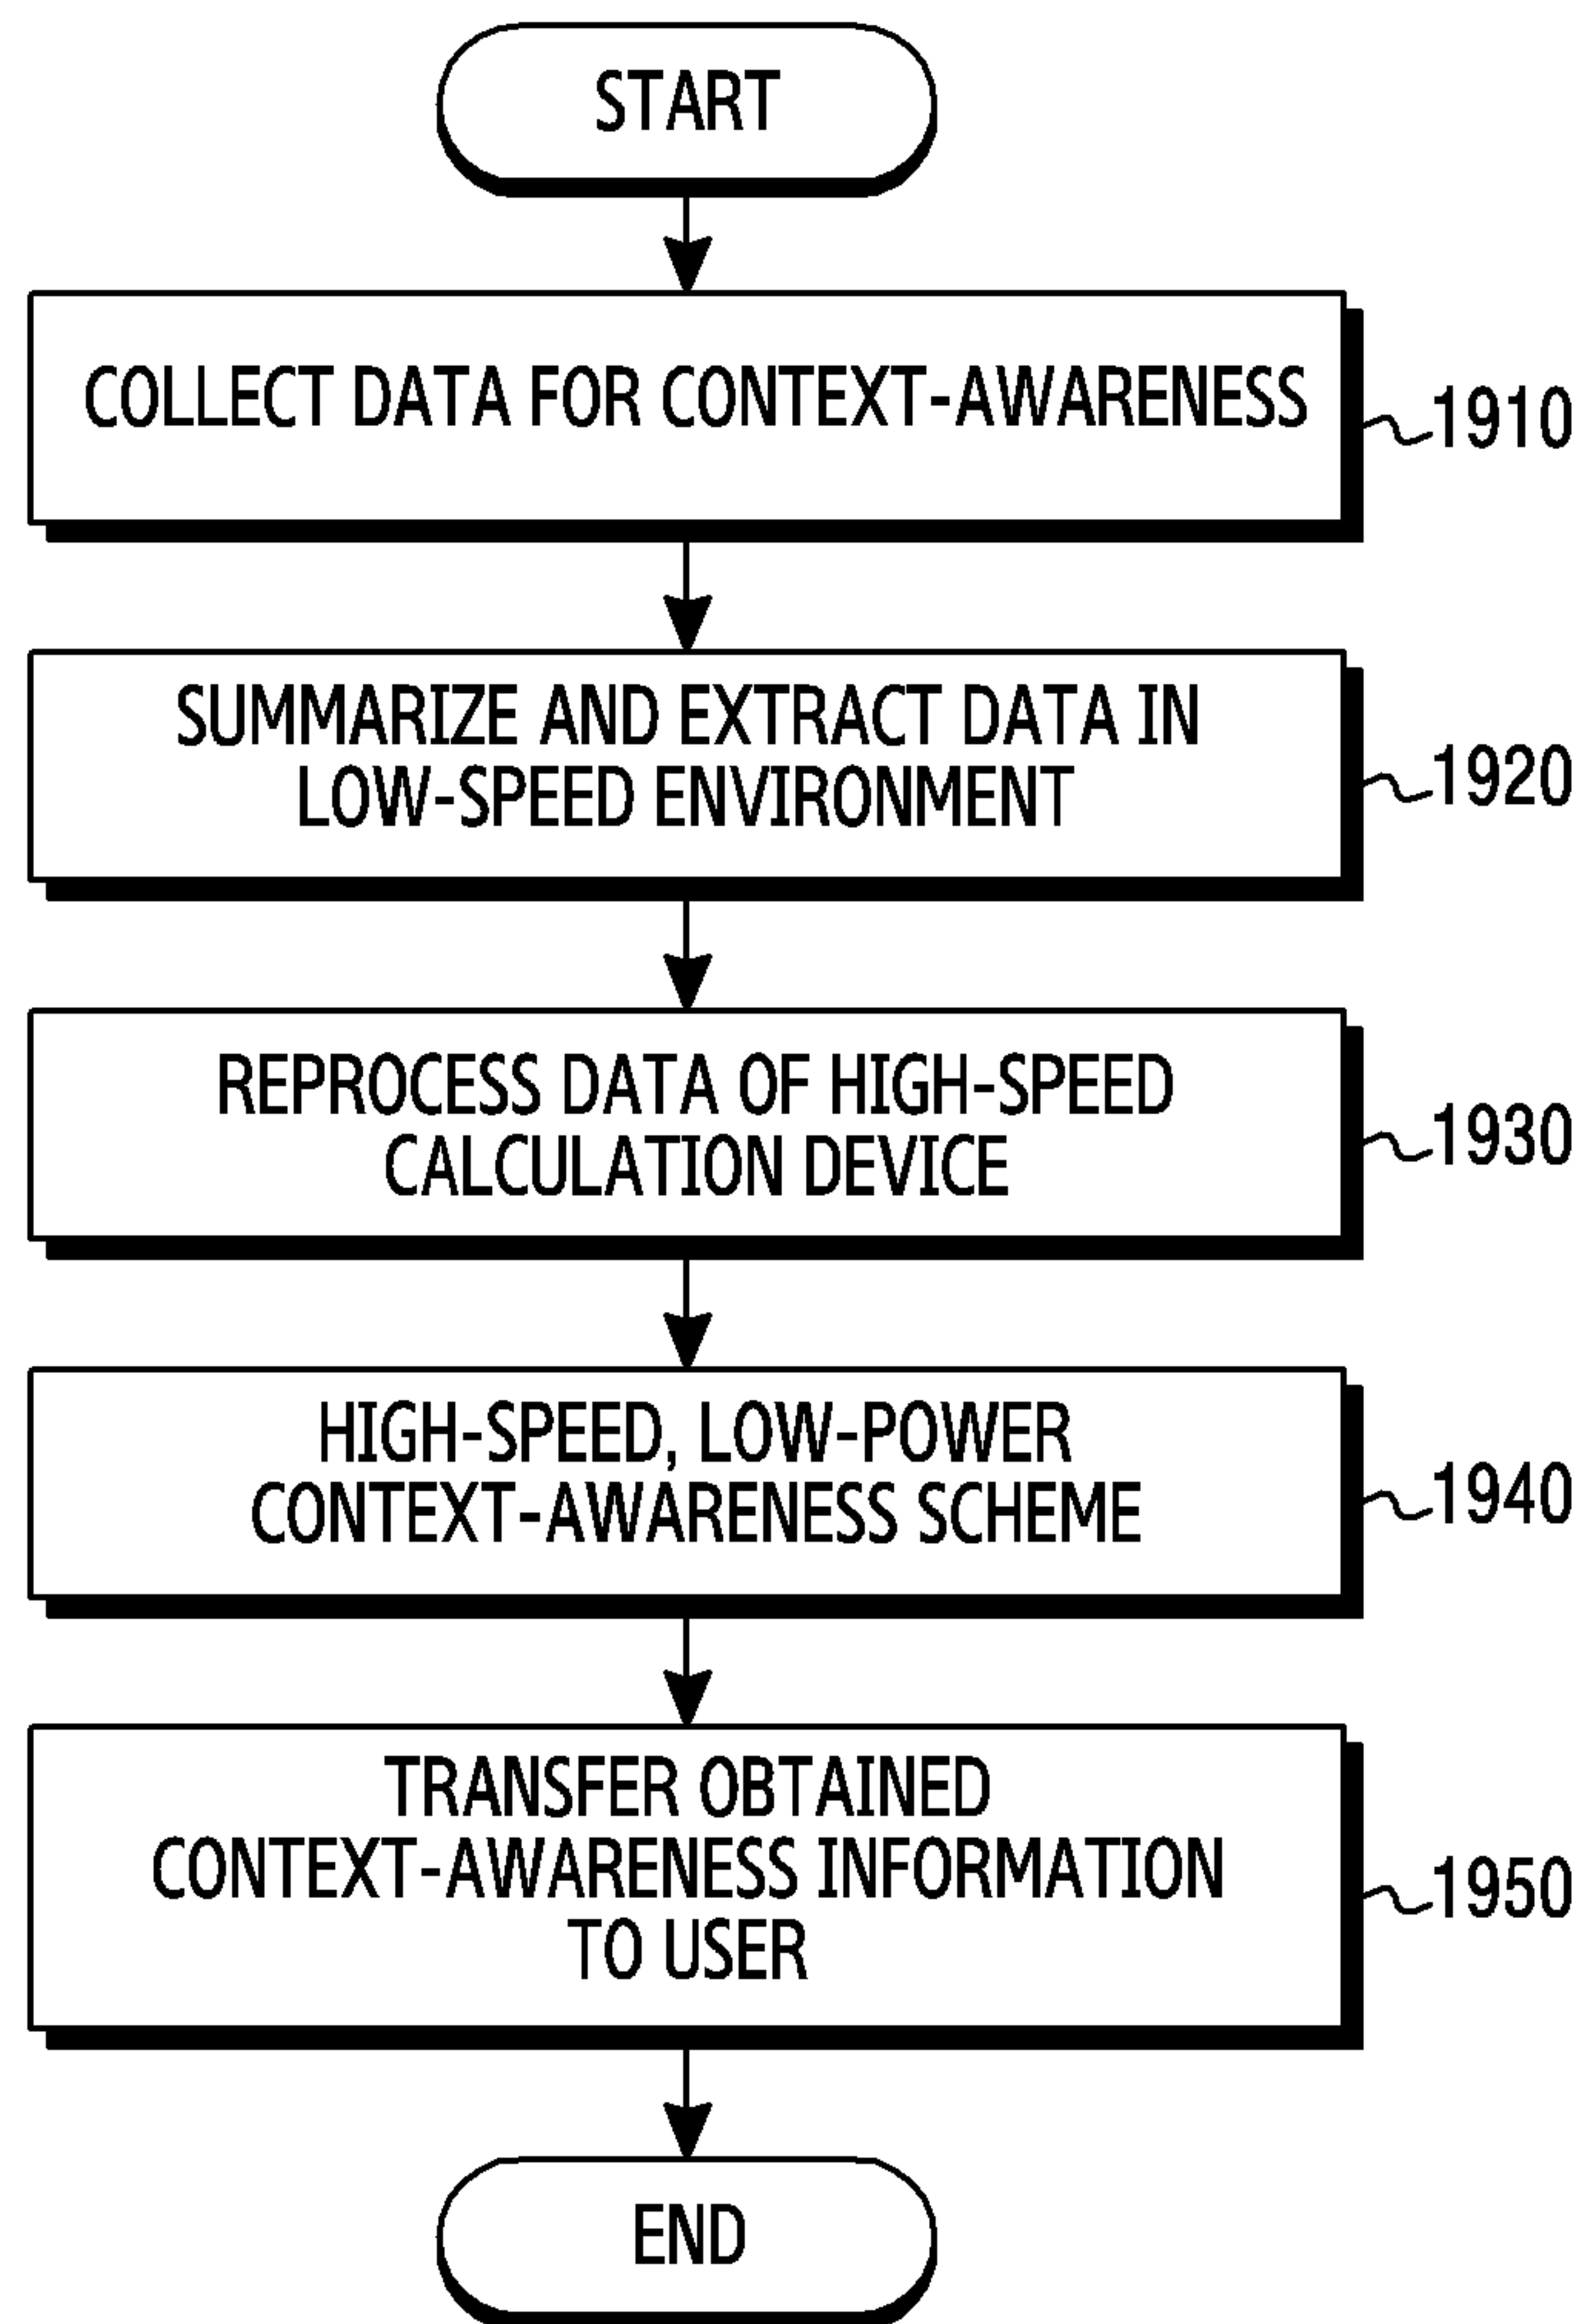 START
COLLECT DATA FOR CONTEXT-AWARENESS
1910
SUMMARIZE AND EXTRACT DATA IN
LOW-SPEED ENVIRONMENT
1920
REPROCESS DATA OF HIGH-SPEED
CALCULATION DEVICE
1930
HIGH-SPEED, LOW-POWER
CONTEXT-AWARENESS SCHEME
1940
TRANSFER OBTAINED
CONTEXT-AWARENESS INFORMATION
TO USER
1950
END